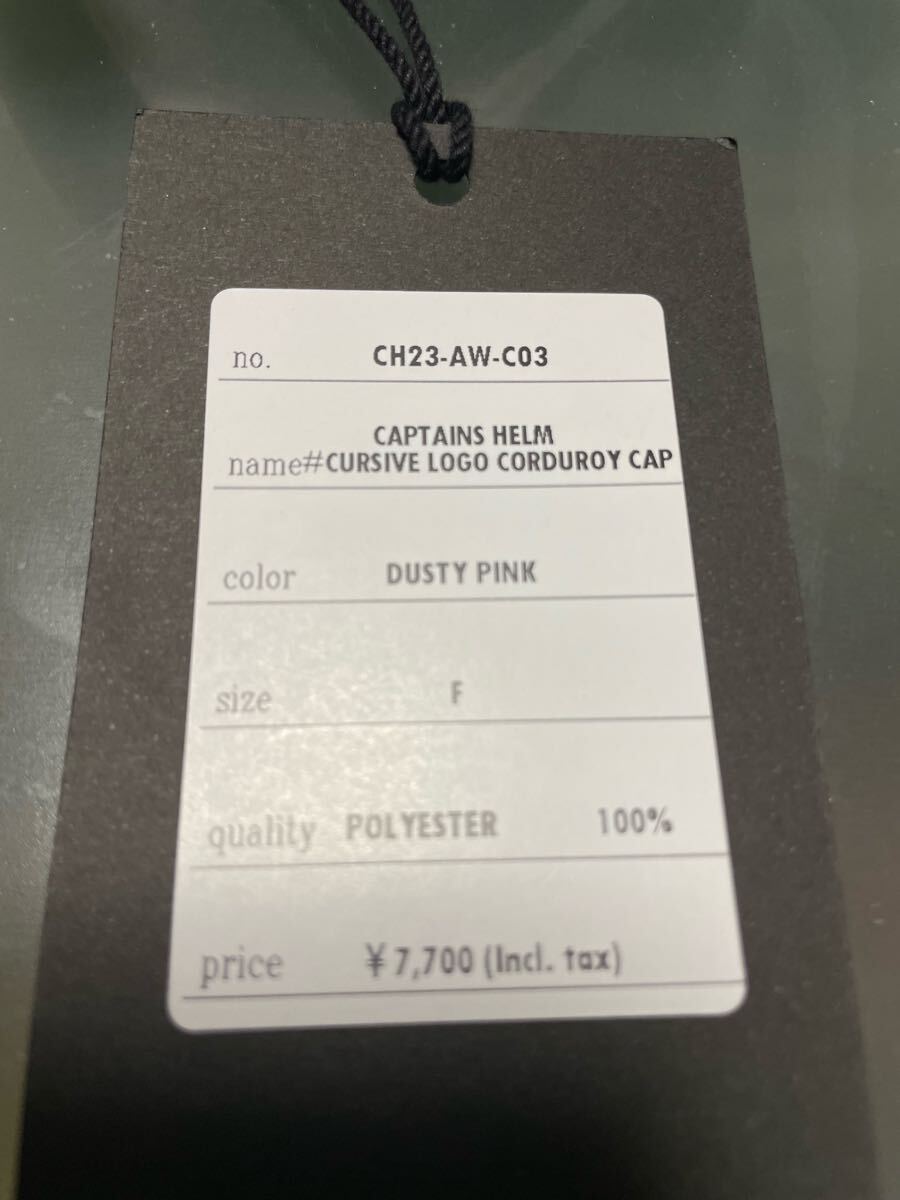 no. CH23-AW-C03
CAPTAINS HELM
name #CURSIVE LOGO CORDUROY CAP
color DUSTY PINK
size F
quality POLYESTER 100%
price ¥7,700 (Incl. tax)